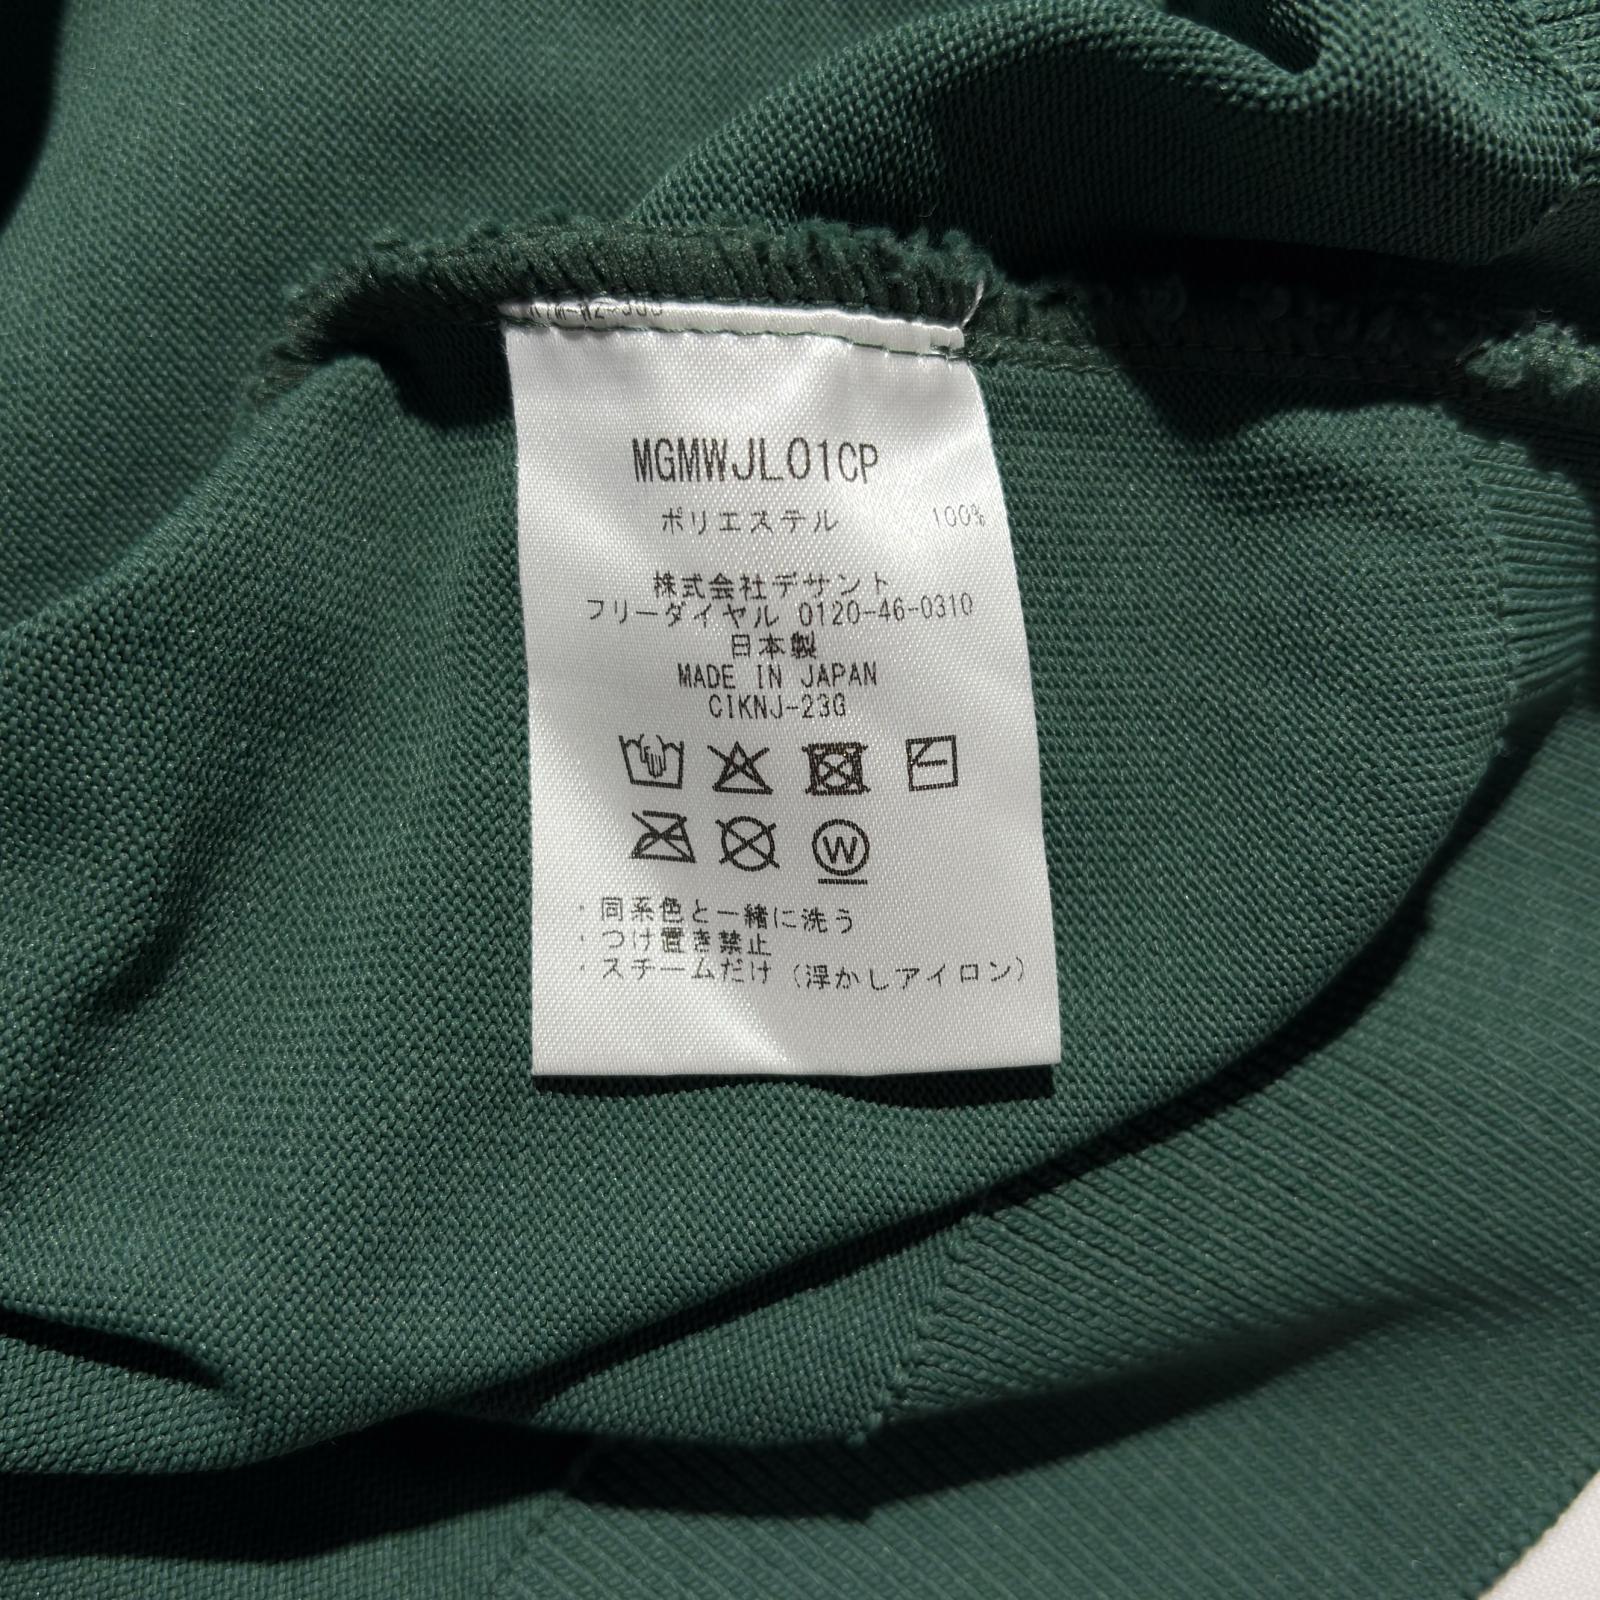 MGMWJL01CP
ポリエステル 100%
株式会社デサント
フリーダイヤル 0120-46-0310
日本製
MADE IN JAPAN
CIKNJ-23G
W
・同系色と一緒に洗う
・つけ置き禁止
・スチームだけ（浮かしアイロン）